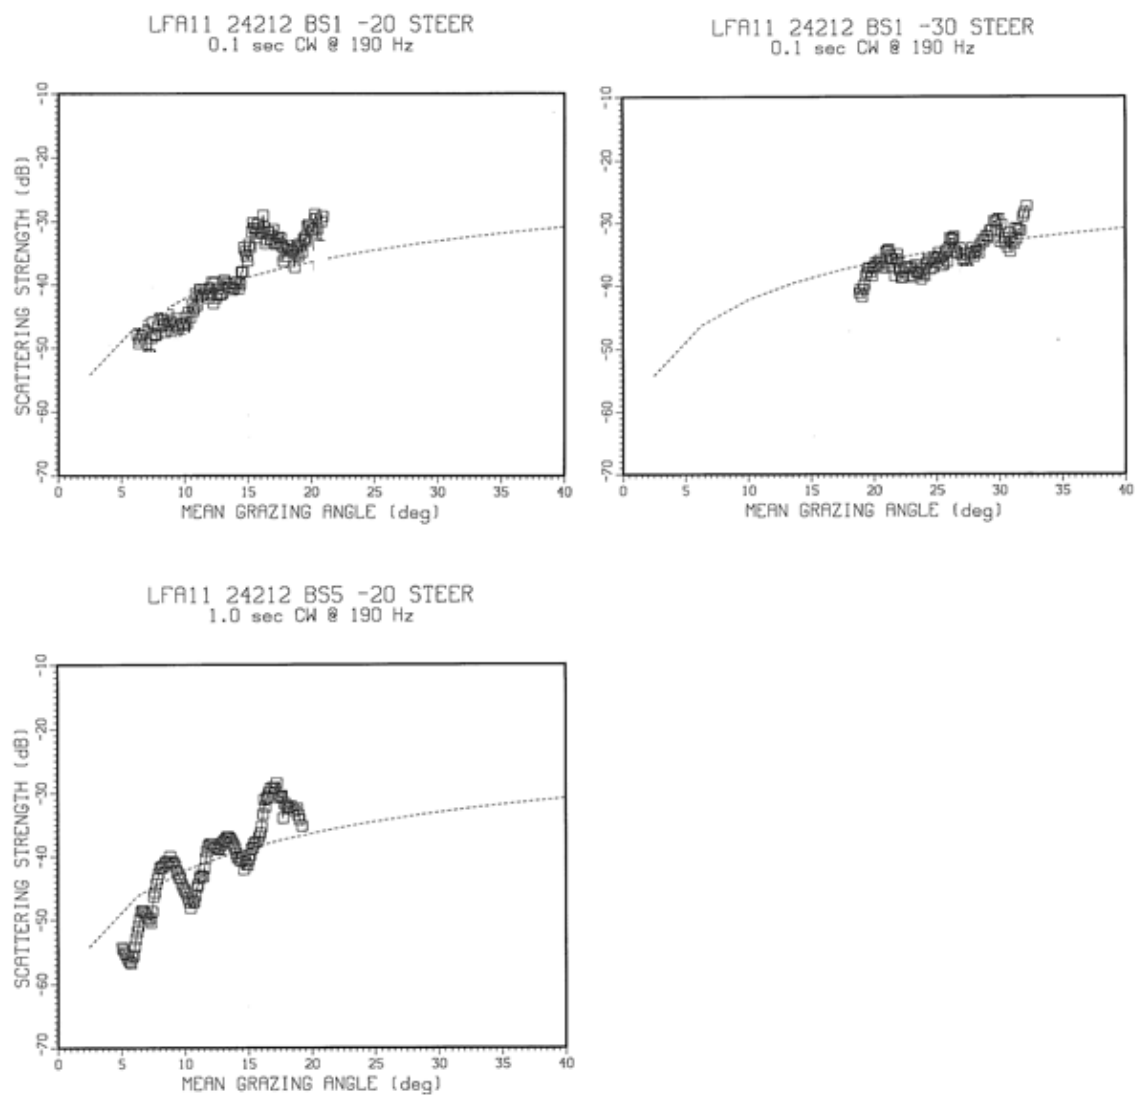 LFA11 24212 BS1 -20 STEER
0.1 sec CW @ 190 Hz
SCATTERING STRENGTH (dB)
-10
-20
-30
-40
-50
-60
-70
0 5 10 15 20 25 30 35 40
MEAN GRAZING ANGLE (deg)
LFA11 24212 BS1 -30 STEER
0.1 sec CW @ 190 Hz
-10
-20
-30
-40
-50
-60
-70
0 5 10 15 20 25 30 35 40
MEAN GRAZING ANGLE (deg)
LFA11 24212 BS5 -20 STEER
1.0 sec CW @ 190 Hz
SCATTERING STRENGTH (dB)
-10
-20
-30
-40
-50
-60
-70
0 5 10 15 20 25 30 35 40
MEAN GRAZING ANGLE (deg)